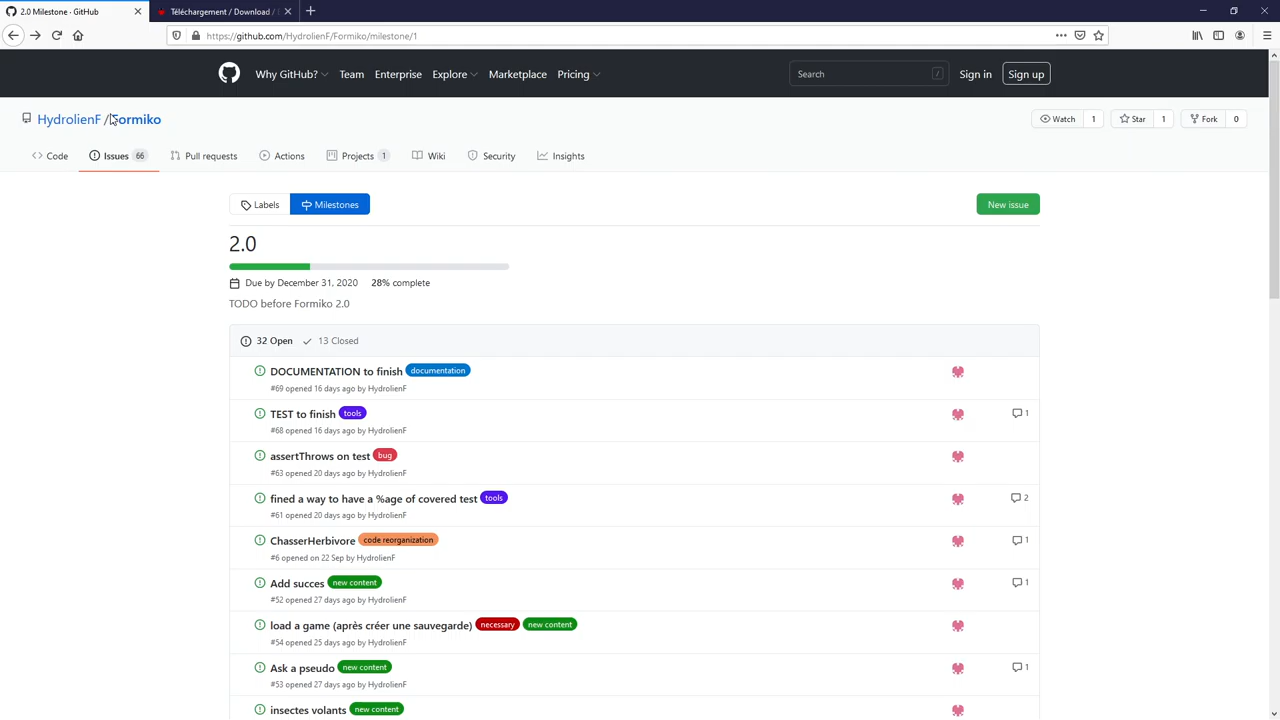 2.0 Milestone · GitHub
Téléchargement / Download /
https://github.com/HydrolienF/Formiko/milestone/1
Why GitHub? Team Enterprise Explore Marketplace Pricing Search / Sign in Sign up
HydrolienF / Formiko Watch 1 Star 1 Fork 0
Code Issues 66 Pull requests Actions Projects 1 Wiki Security Insights
Labels Milestones New issue
2.0
Due by December 31, 2020 28% complete
TODO before Formiko 2.0
32 Open 13 Closed
DOCUMENTATION to finish documentation
#69 opened 16 days ago by HydrolienF
TEST to finish tools 1
#68 opened 16 days ago by HydrolienF
assertThrows on test bug
#63 opened 20 days ago by HydrolienF
fined a way to have a %age of covered test tools 2
#61 opened 20 days ago by HydrolienF
ChasserHerbivore code reorganization 1
#6 opened on 22 Sep by HydrolienF
Add succes new content 1
#52 opened 27 days ago by HydrolienF
load a game (après créer une sauvegarde) necessary new content
#54 opened 25 days ago by HydrolienF
Ask a pseudo new content 1
#53 opened 27 days ago by HydrolienF
insectes volants new content